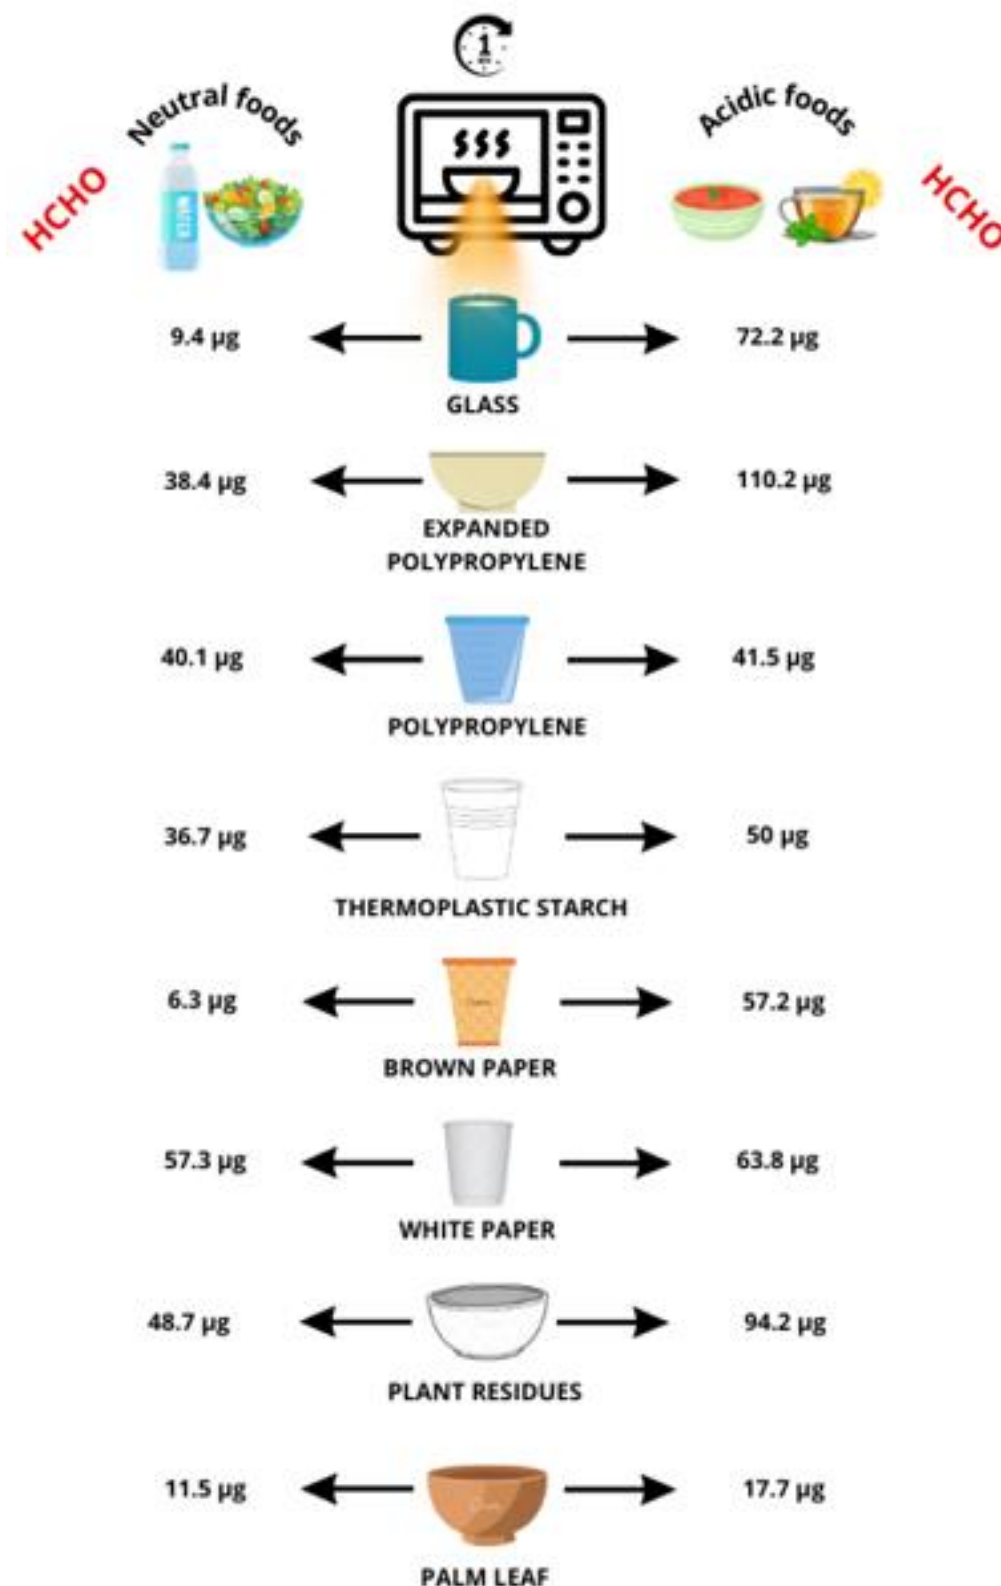 1
Neutral foods
Acidic foods
HCHO
HCHO
WATER
9.4 µg
72.2 µg
GLASS
38.4 µg
110.2 µg
EXPANDED
POLYPROPYLENE
40.1 µg
41.5 µg
POLYPROPYLENE
36.7 µg
50 µg
THERMOPLASTIC STARCH
6.3 µg
57.2 µg
BROWN PAPER
57.3 µg
63.8 µg
WHITE PAPER
48.7 µg
94.2 µg
PLANT RESIDUES
11.5 µg
17.7 µg
PALM LEAF